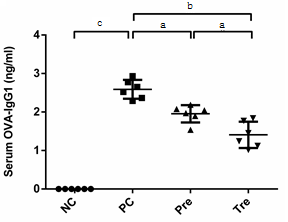 b
c a a
Serum OVA-IgG1 (ng/ml)
4
3
2
1
0
NC PC Pre Tre